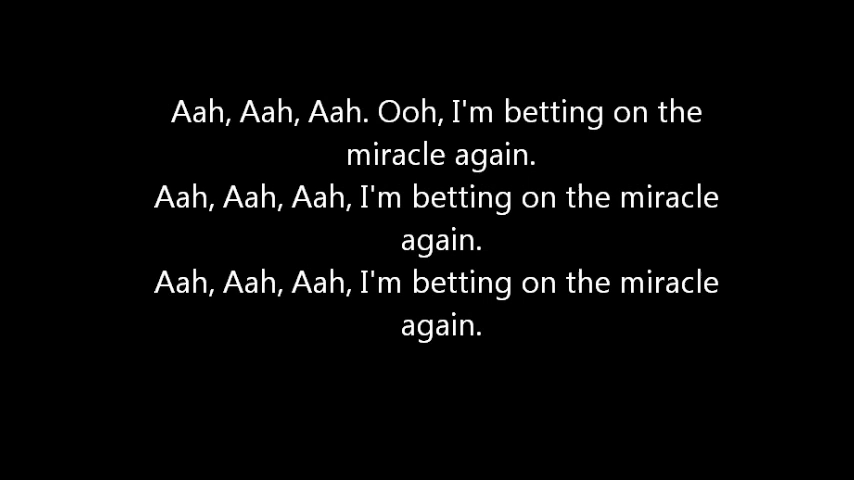 Aah, Aah, Aah. Ooh, I'm betting on the
miracle again.
Aah, Aah, Aah, I'm betting on the miracle
again.
Aah, Aah, Aah, I'm betting on the miracle
again.